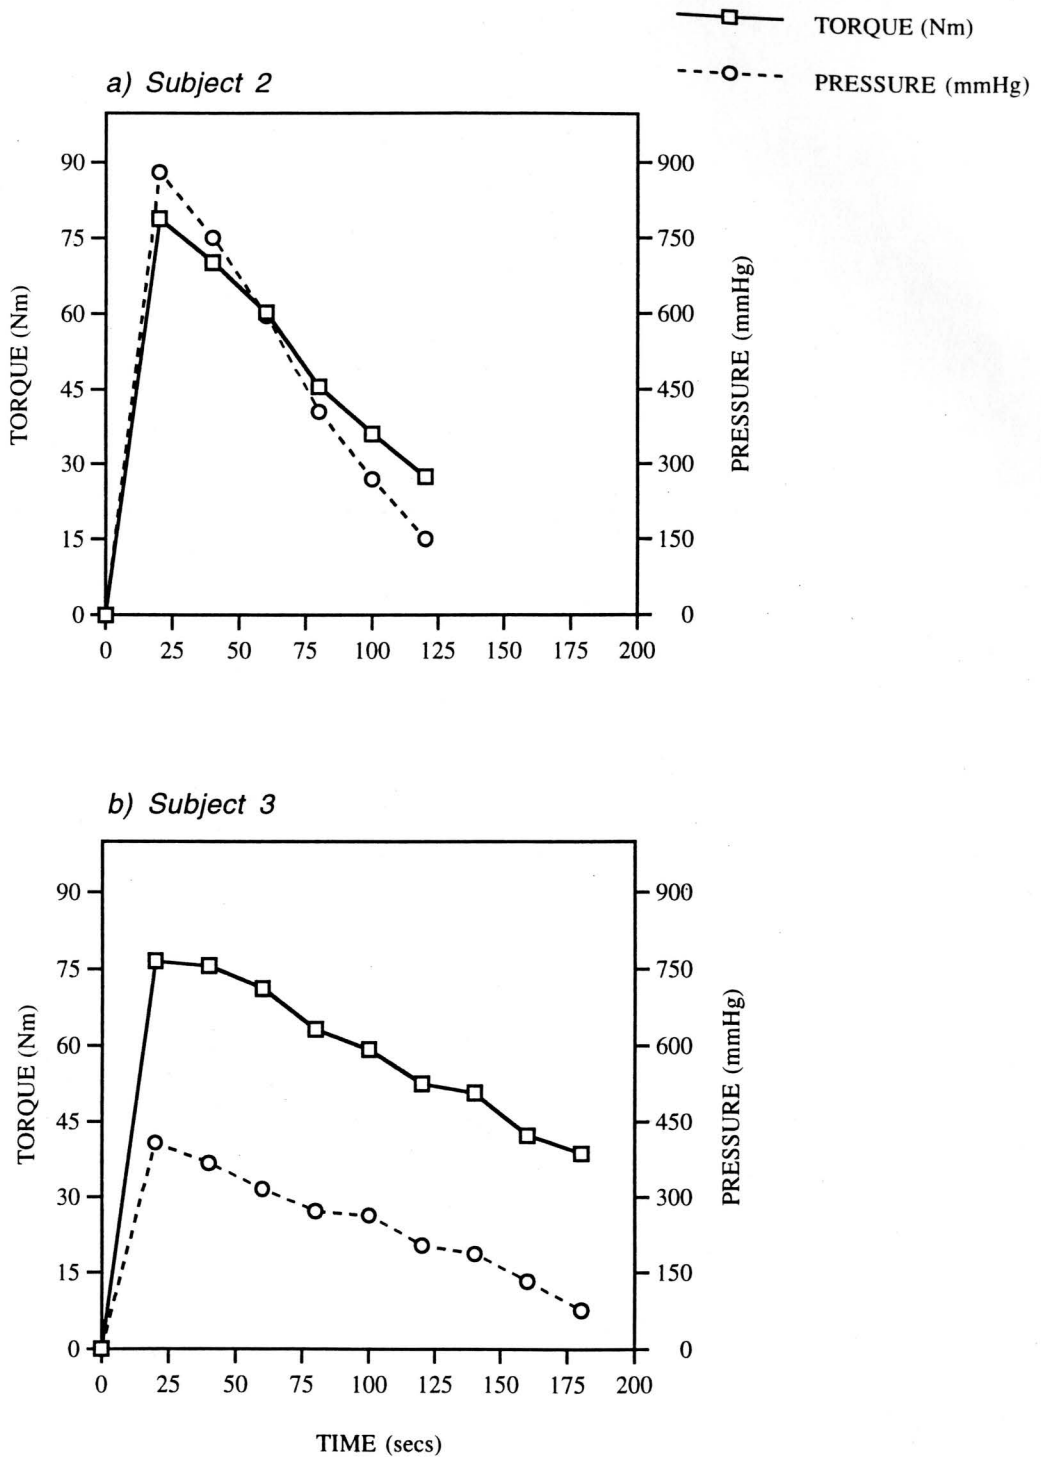 TORQUE (Nm)
PRESSURE (mmHg)
a) Subject 2
90
75
60
45
30
15
0
900
750
600
450
300
150
0
0 25 50 75 100 125 150 175 200
TORQUE (Nm)
PRESSURE (mmHg)
b) Subject 3
90
75
60
45
30
15
0
900
750
600
450
300
150
0
0 25 50 75 100 125 150 175 200
TORQUE (Nm)
PRESSURE (mmHg)
TIME (secs)